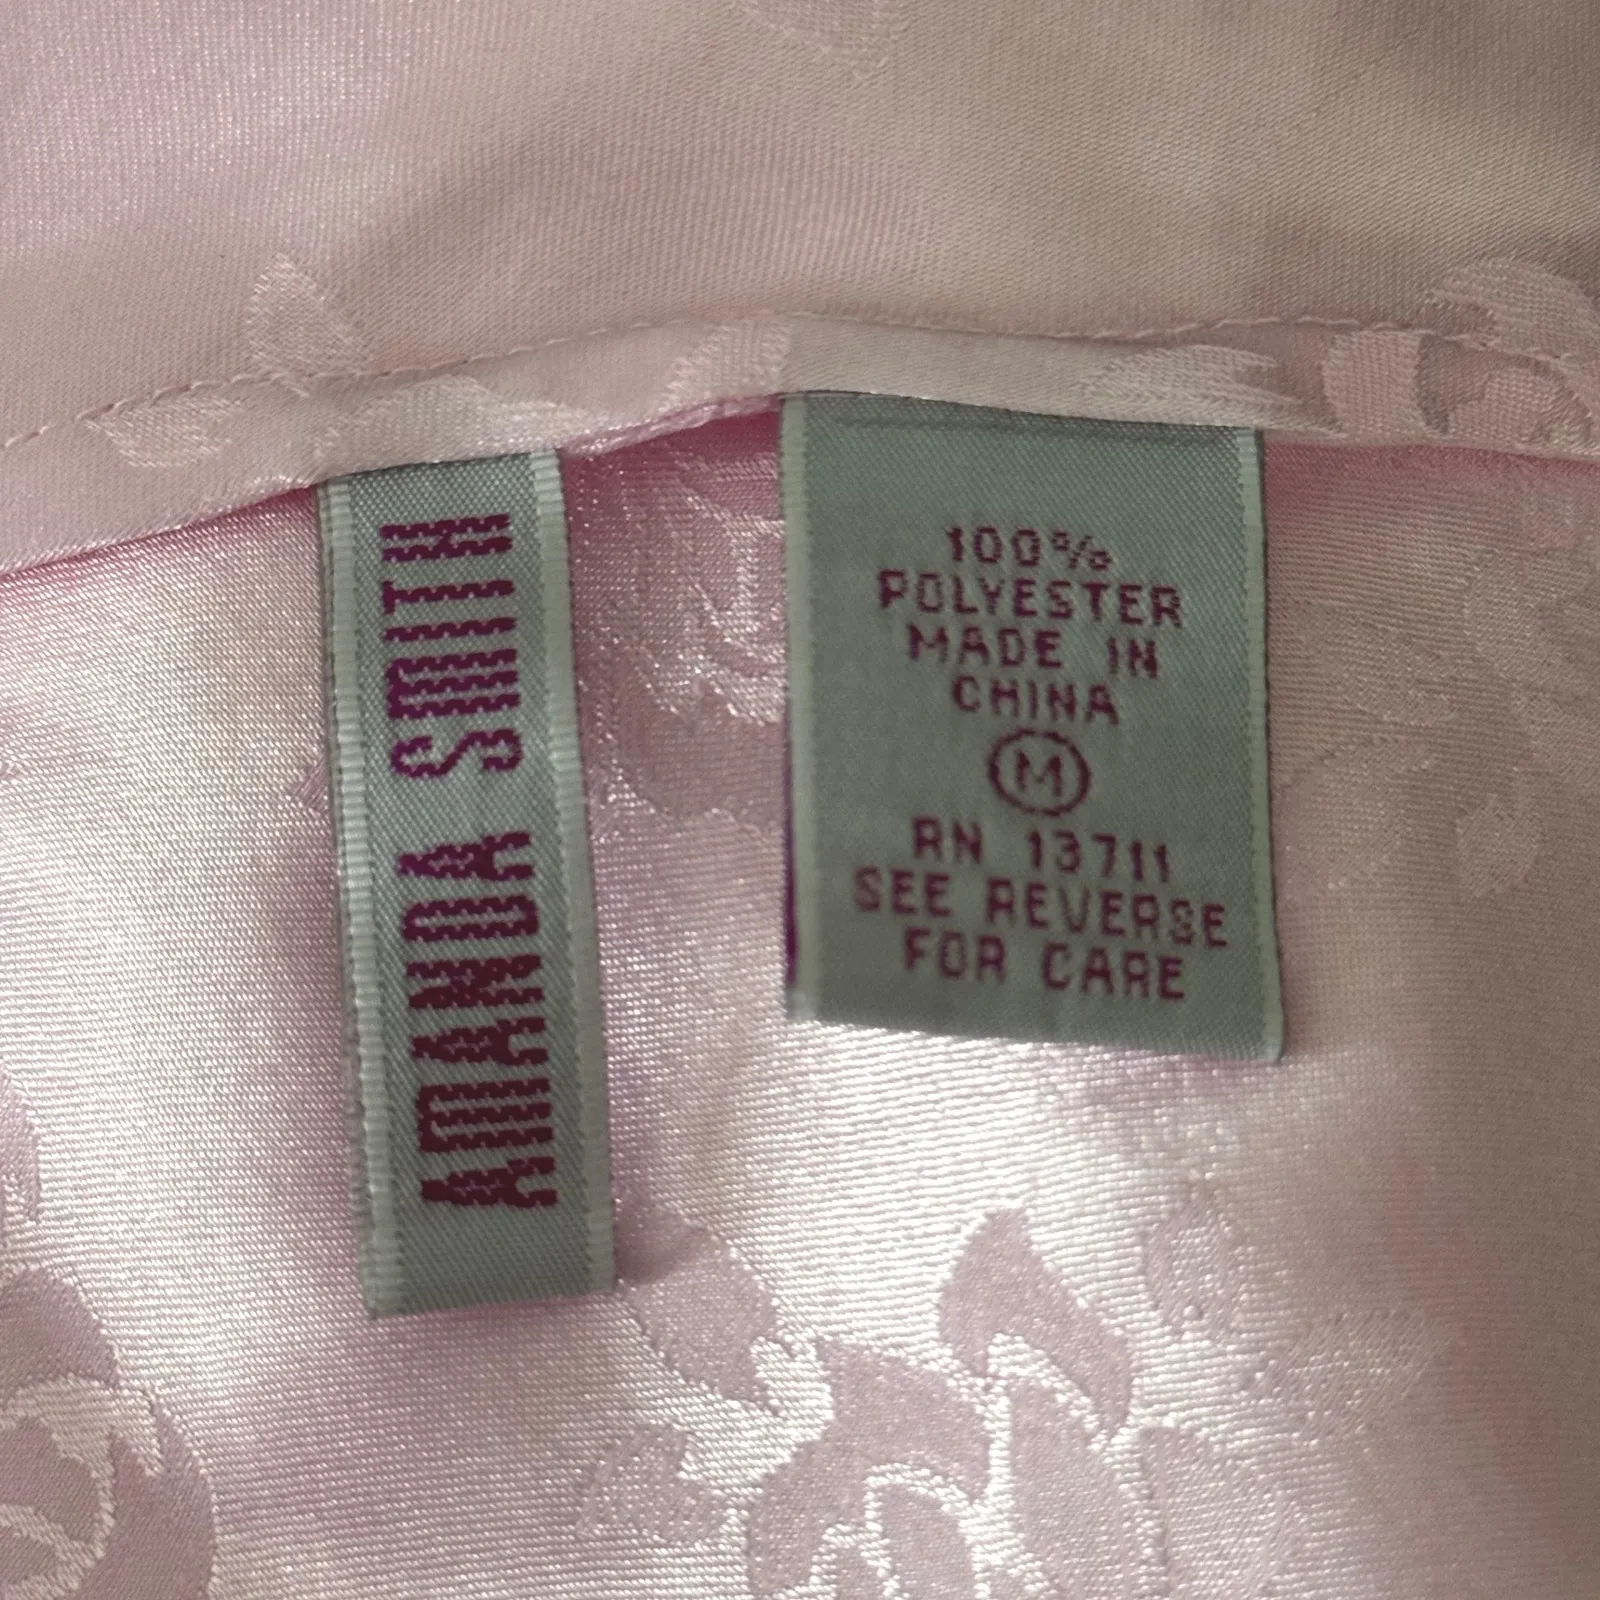 AMANDA SMITH
100%
POLYESTER
MADE IN
CHINA
M
RN 13711
SEE REVERSE
FOR CARE